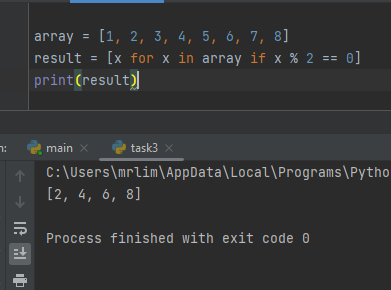 array = [1, 2, 3, 4, 5, 6, 7, 8]
result = [x for x in array if x % 2 == 0]
print(result)
n:
main ×
task3 ×
C:\Users\mrlim\AppData\Local\Programs\Pytho
[2, 4, 6, 8]
Process finished with exit code 0